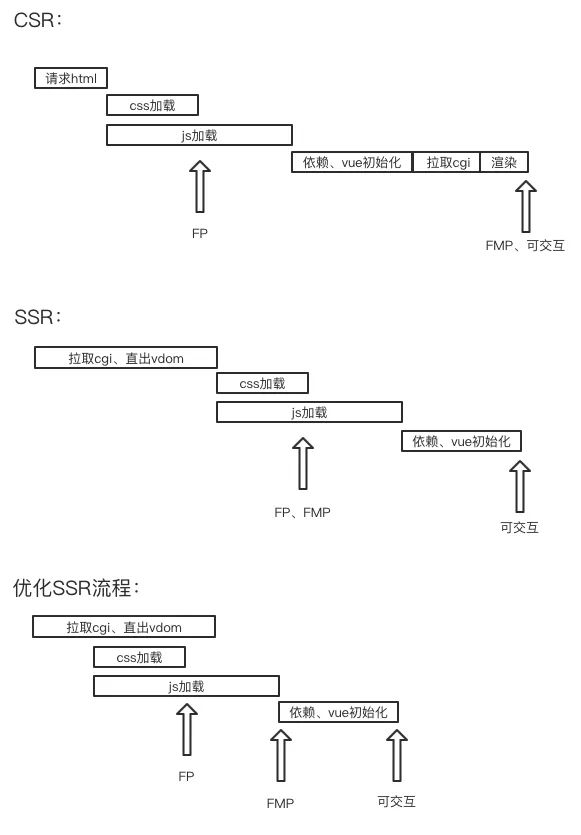 CSR：
请求html
css加载
js加载
依赖、vue初始化 拉取cgi 渲染
FP
FMP、可交互
SSR：
拉取cgi、直出vdom
css加载
js加载
依赖、vue初始化
FP、FMP
可交互
优化SSR流程：
拉取cgi、直出vdom
css加载
js加载
依赖、vue初始化
FP
FMP
可交互